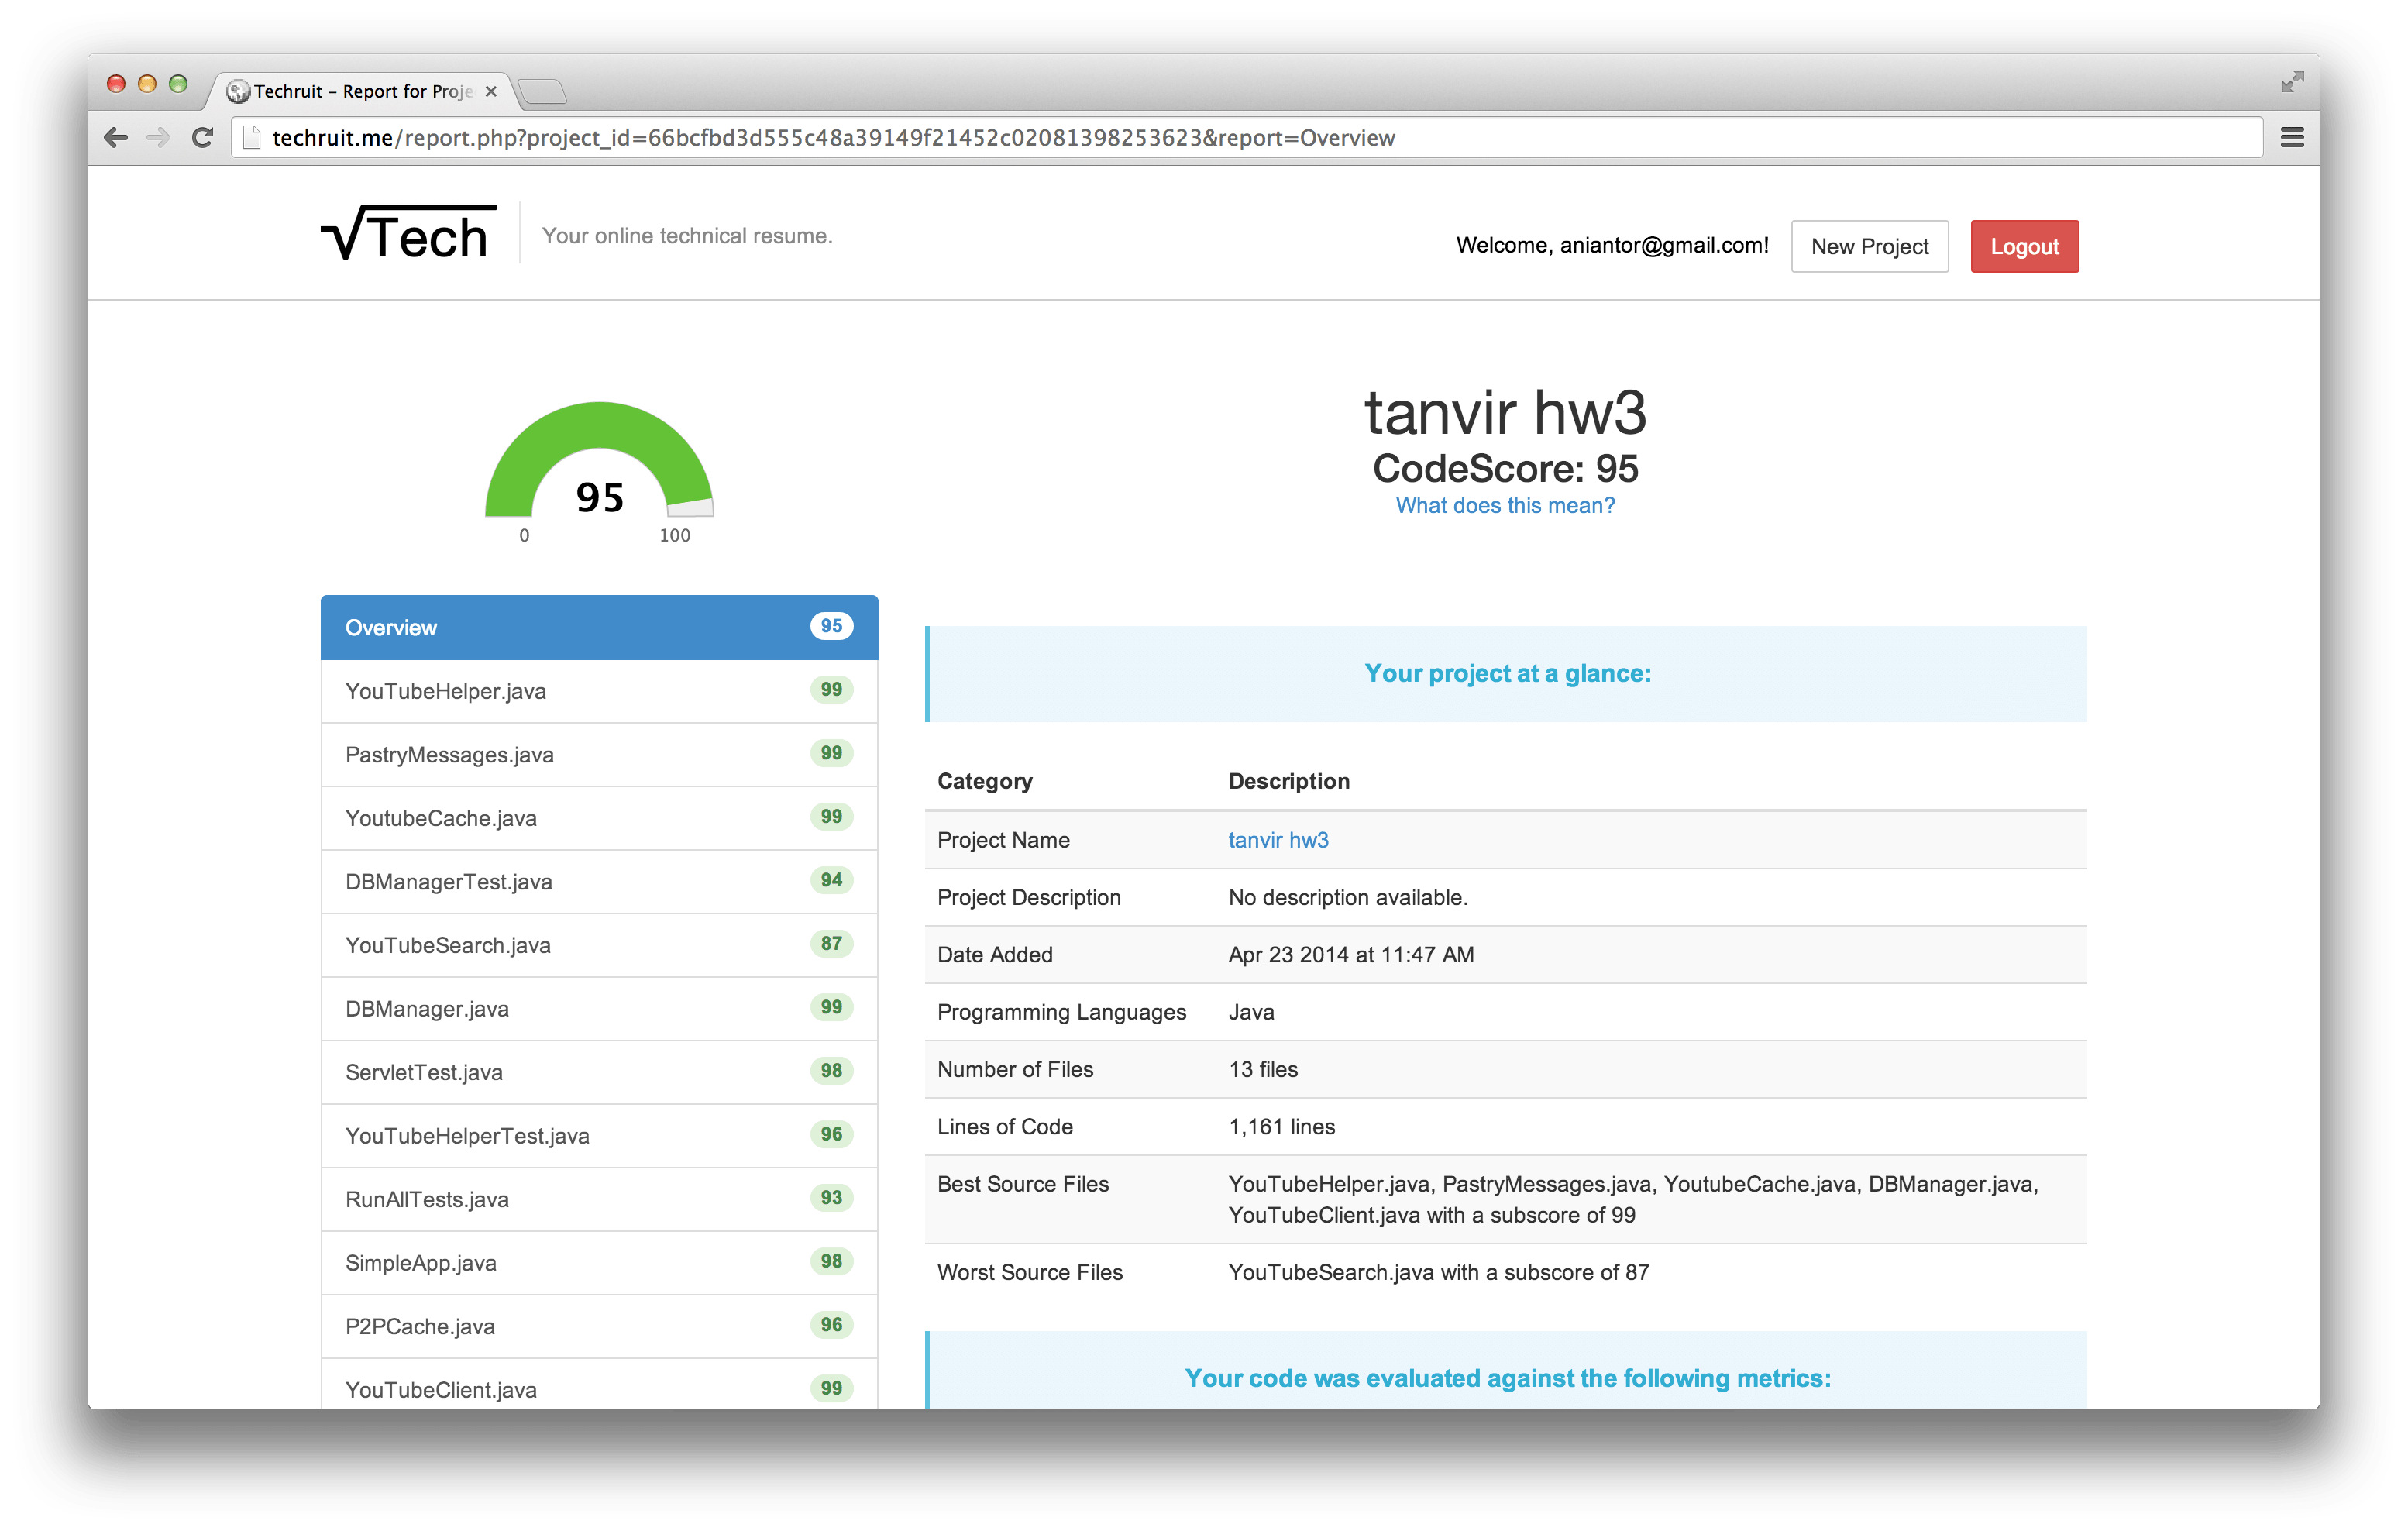 Techruit – Report for Proje
techruit.me/report.php?project_id=66bcfbd3d555c48a39149f21452c02081398253623&report=Overview
√Tech
Your online technical resume.
Welcome, aniantor@gmail.com!
New Project
Logout
95
0
100
tanvir hw3
CodeScore: 95
What does this mean?
Overview 95
YouTubeHelper.java 99
PastryMessages.java 99
YoutubeCache.java 99
DBManagerTest.java 94
YouTubeSearch.java 87
DBManager.java 99
ServletTest.java 98
YouTubeHelperTest.java 96
RunAllTests.java 93
SimpleApp.java 98
P2PCache.java 96
YouTubeClient.java 99
Your project at a glance:
Category Description
Project Name tanvir hw3
Project Description No description available.
Date Added Apr 23 2014 at 11:47 AM
Programming Languages Java
Number of Files 13 files
Lines of Code 1,161 lines
Best Source Files YouTubeHelper.java, PastryMessages.java, YoutubeCache.java, DBManager.java,
YouTubeClient.java with a subscore of 99
Worst Source Files YouTubeSearch.java with a subscore of 87
Your code was evaluated against the following metrics: